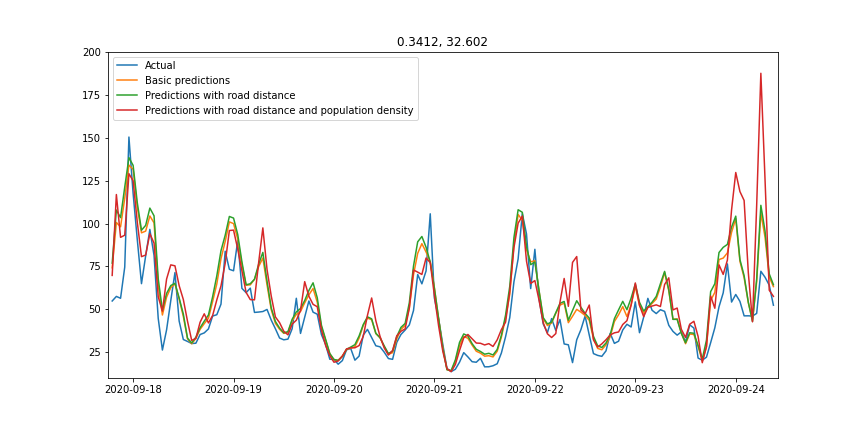 0.3412, 32.602
200
175
150
125
100
75
50
25
Actual
Basic predictions
Predictions with road distance
Predictions with road distance and population density
2020-09-18 2020-09-19 2020-09-20 2020-09-21 2020-09-22 2020-09-23 2020-09-24